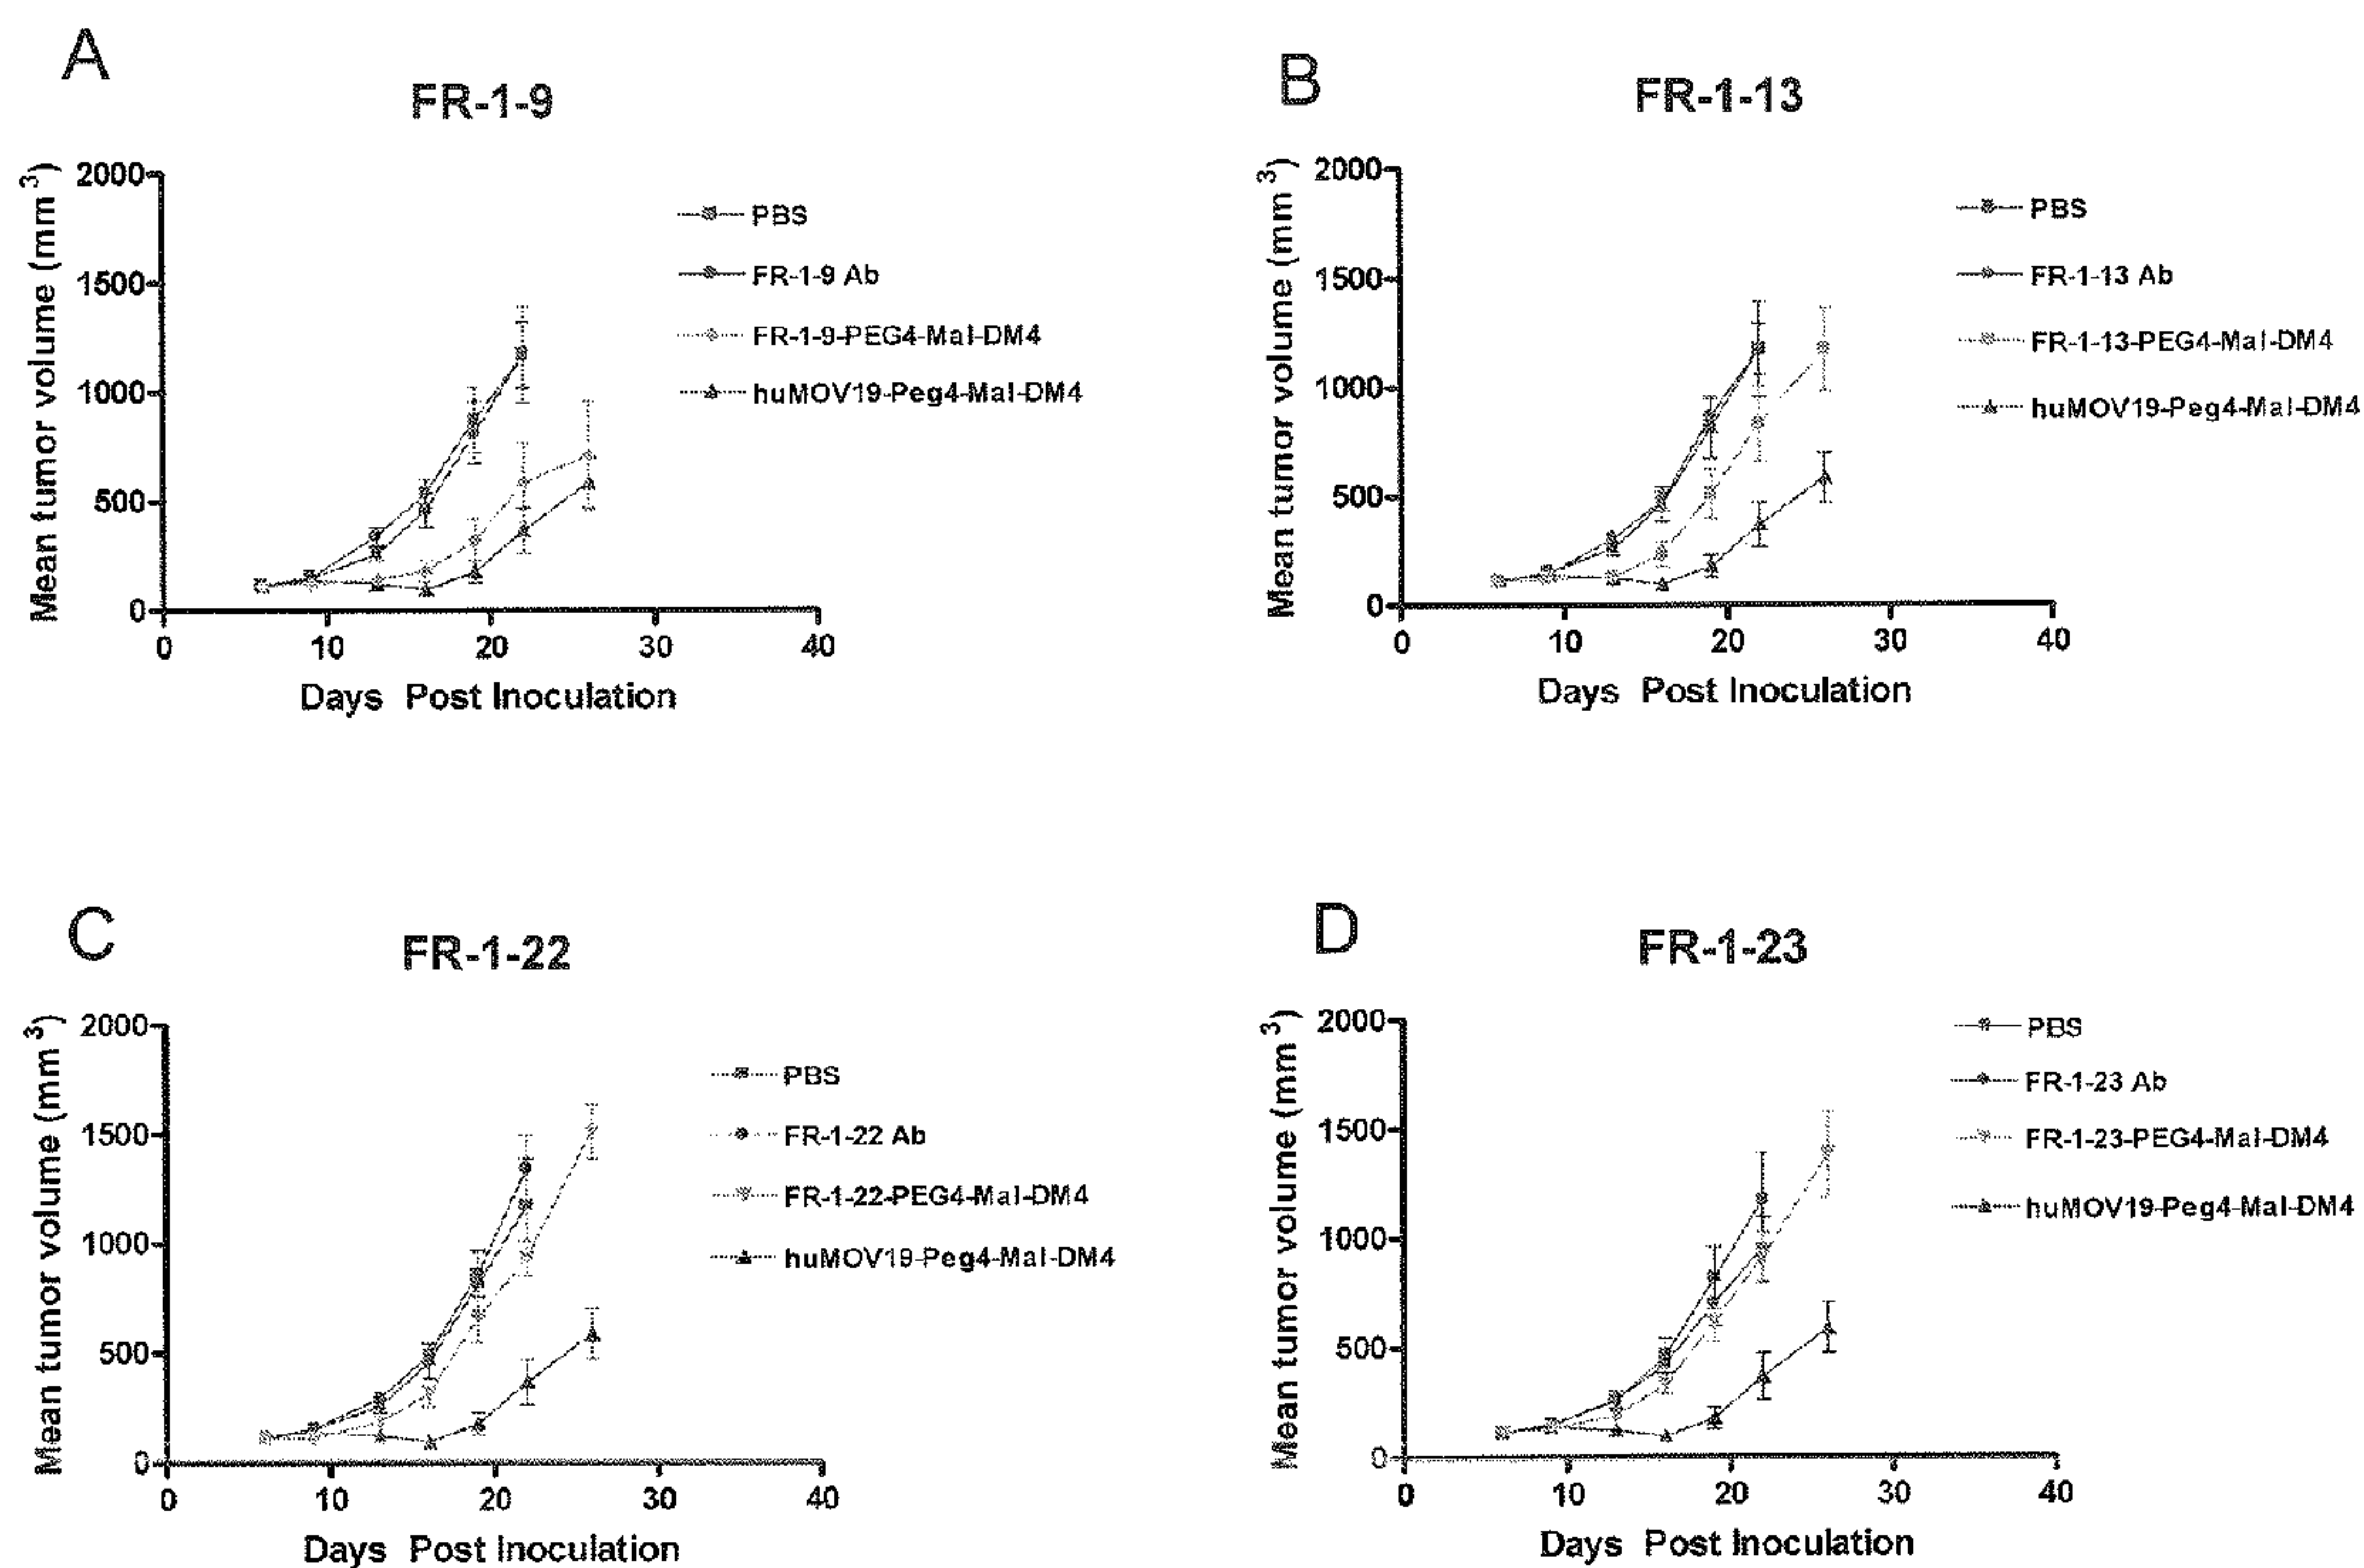 A
FR-1-9
Mean tumor volume (mm3)
2000
1500
1000
500
0
0 10 20 30 40
Days Post Inoculation
PBS
FR-1-9 Ab
FR-1-9-PEG4-Mal-DM4
huMOV19-Peg4-Mal-DM4
B
FR-1-13
Mean tumor volume (mm3)
2000
1500
1000
500
0
0 10 20 30 40
Days Post Inoculation
PBS
FR-1-13 Ab
FR-1-13-PEG4-Mal-DM4
huMOV19-Peg4-Mal-DM4
C
FR-1-22
Mean tumor volume (mm3)
2000
1500
1000
500
0
0 10 20 30 40
Days Post Inoculation
PBS
FR-1-22 Ab
FR-1-22-PEG4-Mal-DM4
huMOV19-Peg4-Mal-DM4
D
FR-1-23
Mean tumor volume (mm3)
2000
1500
1000
500
0
0 10 20 30 40
Days Post Inoculation
PBS
FR-1-23 Ab
FR-1-23-PEG4-Mal-DM4
huMOV19-Peg4-Mal-DM4